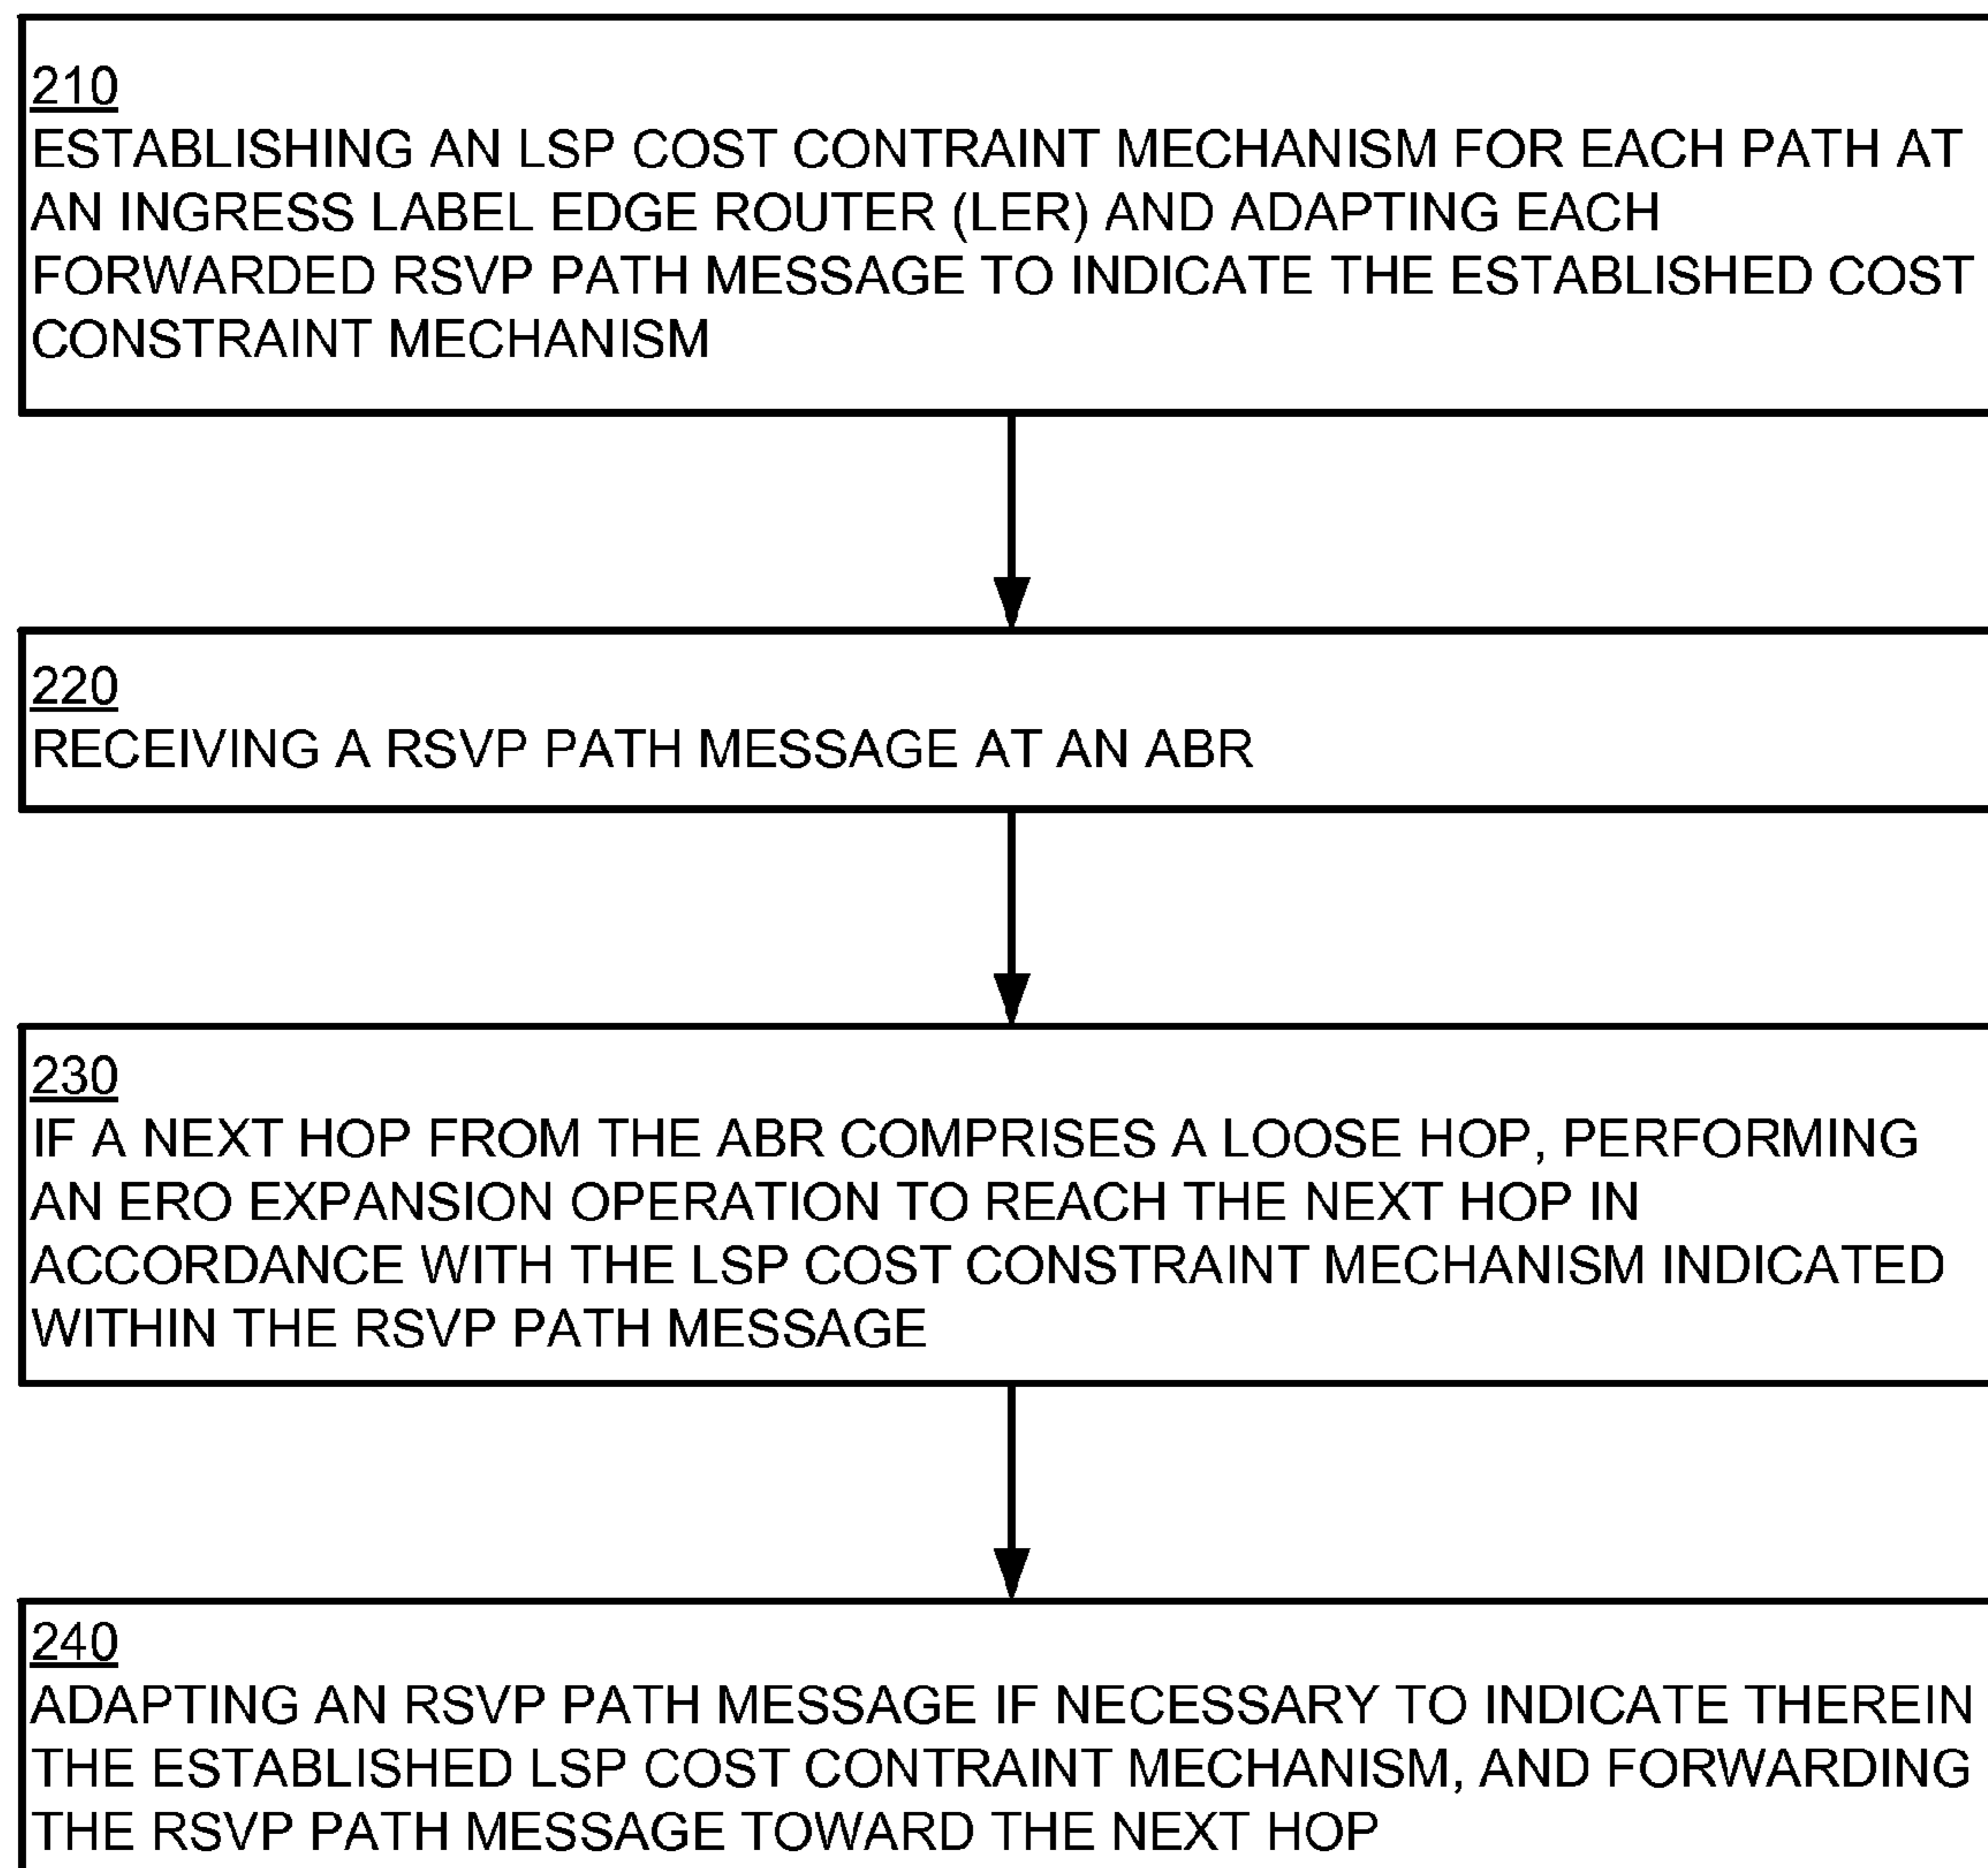 210
ESTABLISHING AN LSP COST CONTRAINT MECHANISM FOR EACH PATH AT
AN INGRESS LABEL EDGE ROUTER (LER) AND ADAPTING EACH
FORWARDED RSVP PATH MESSAGE TO INDICATE THE ESTABLISHED COST
CONSTRAINT MECHANISM
220
RECEIVING A RSVP PATH MESSAGE AT AN ABR
230
IF A NEXT HOP FROM THE ABR COMPRISES A LOOSE HOP, PERFORMING
AN ERO EXPANSION OPERATION TO REACH THE NEXT HOP IN
ACCORDANCE WITH THE LSP COST CONSTRAINT MECHANISM INDICATED
WITHIN THE RSVP PATH MESSAGE
240
ADAPTING AN RSVP PATH MESSAGE IF NECESSARY TO INDICATE THEREIN
THE ESTABLISHED LSP COST CONTRAINT MECHANISM, AND FORWARDING
THE RSVP PATH MESSAGE TOWARD THE NEXT HOP